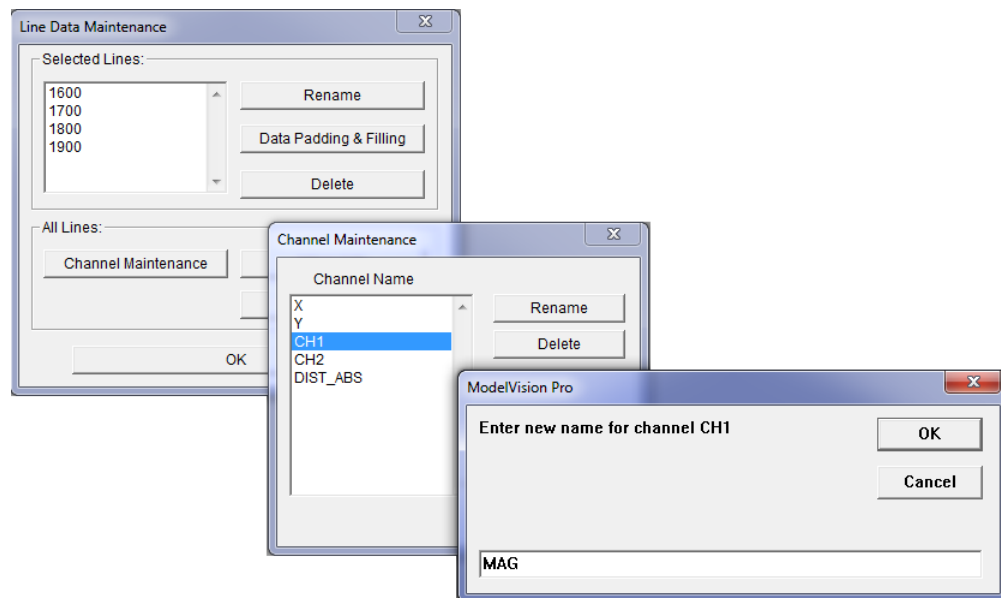 Line Data Maintenance
Selected Lines:
1600
1700
1800
1900
Rename
Data Padding & Filling
Delete
All Lines:
Channel Maintenance
OK
Channel Maintenance
Channel Name
X
Y
CH1
CH2
DIST_ABS
Rename
Delete
ModelVision Pro
Enter new name for channel CH1
OK
Cancel
MAG